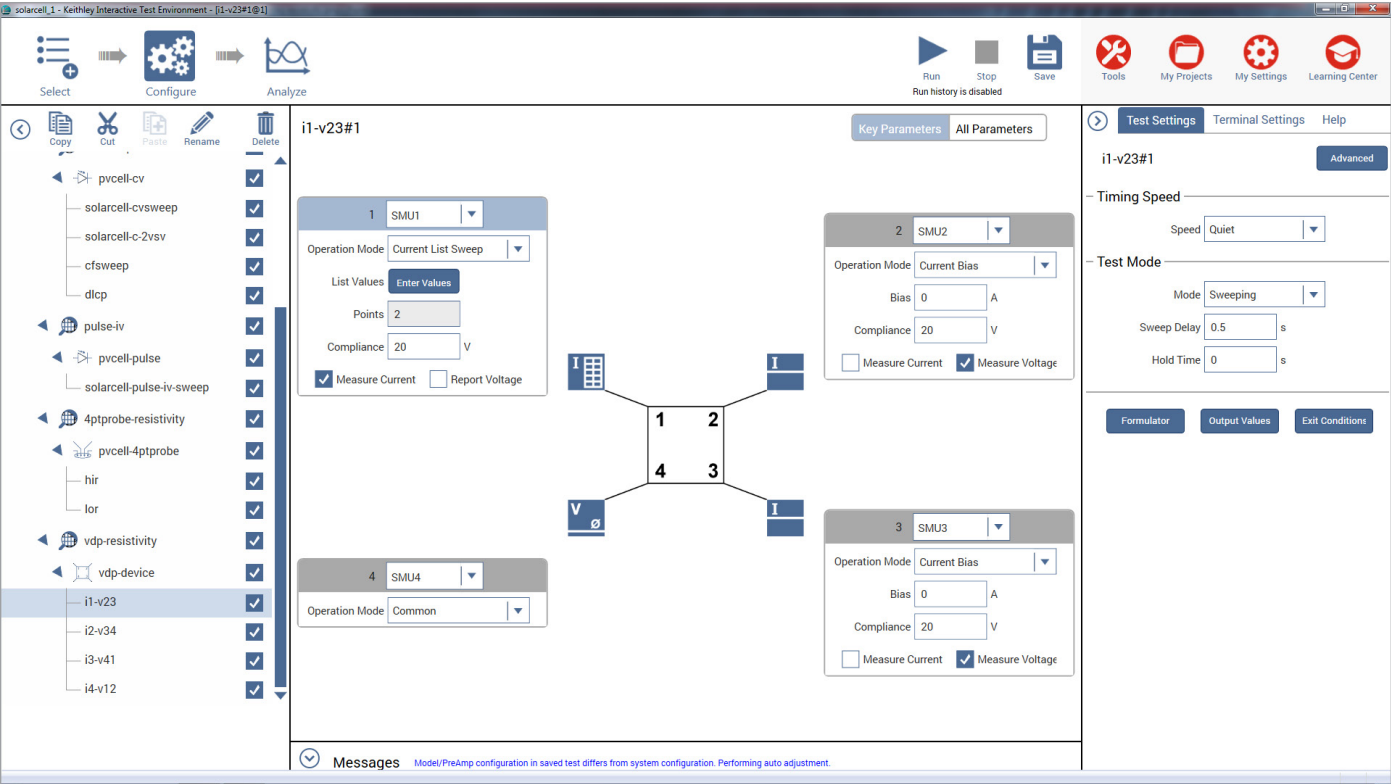 solarcell_1 - Keithley Interactive Test Environment - [i1-v23#1@1]
Select
Configure
Analyze
Run
Stop
Save
Run history is disabled
Tools
My Projects
My Settings
Learning Center
Copy
Cut
Paste
Rename
Delete
pvcell-cv
solarcell-cvsweep
solarcell-c-2vsv
cfsweep
dlcp
pulse-iv
pvcell-pulse
solarcell-pulse-iv-sweep
4ptprobe-resistivity
pvcell-4ptprobe
hir
lor
vdp-resistivity
vdp-device
i1-v23
i2-v34
i3-v41
i4-v12
i1-v23#1
Key Parameters
All Parameters
1 SMU1
Operation Mode Current List Sweep
List Values Enter Values
Points 2
Compliance 20 V
Measure Current Report Voltage
2 SMU2
Operation Mode Current Bias
Bias 0 A
Compliance 20 V
Measure Current Measure Voltage
I
I
1 2
4 3
V
ø
I
3 SMU3
Operation Mode Current Bias
Bias 0 A
Compliance 20 V
Measure Current Measure Voltage
4 SMU4
Operation Mode Common
Messages Model/PreAmp configuration in saved test differs from system configuration. Performing auto adjustment.
Test Settings
Terminal Settings
Help
i1-v23#1
Advanced
Timing Speed
Speed Quiet
Test Mode
Mode Sweeping
Sweep Delay 0.5 s
Hold Time 0 s
Formulator
Output Values
Exit Conditions